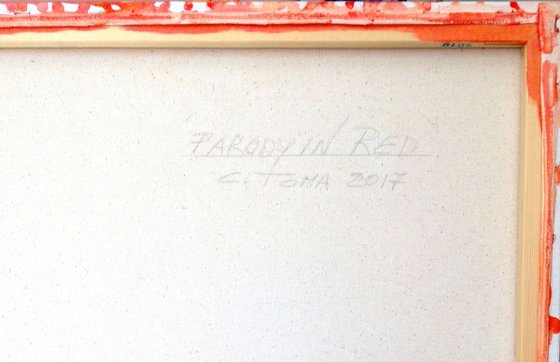 "PARODY IN RED"
C. TOMA 2017